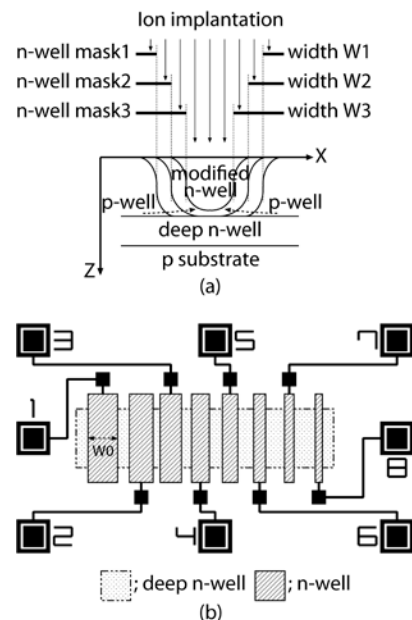 Ion implantation
n-well mask1 width W1
n-well mask2 width W2
n-well mask3 width W3
X
modified
n-well
p-well p-well
deep n-well
p substrate
Z
(a)
3 5 7
1
W0
8
2 4 6
; deep n-well ; n-well
(b)